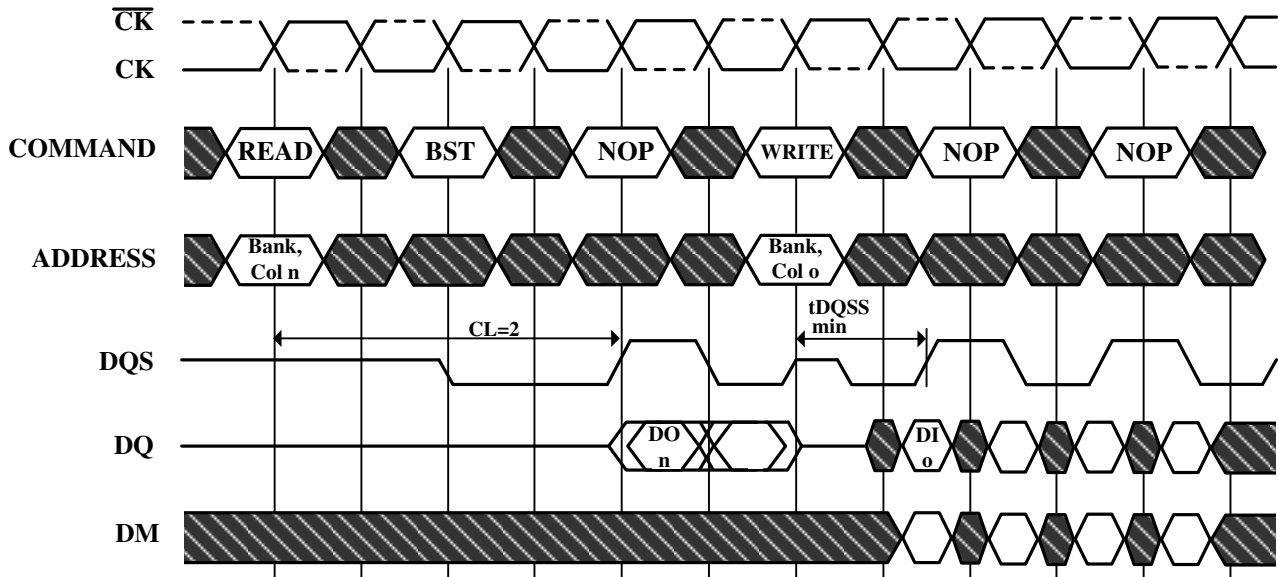 CK
CK
COMMAND
READ
BST
NOP
WRITE
NOP
NOP
ADDRESS
Bank,
Col n
Bank,
Col o
CL=2
tDQSS
min
DQS
DQ
DO
n
DI
o
DM